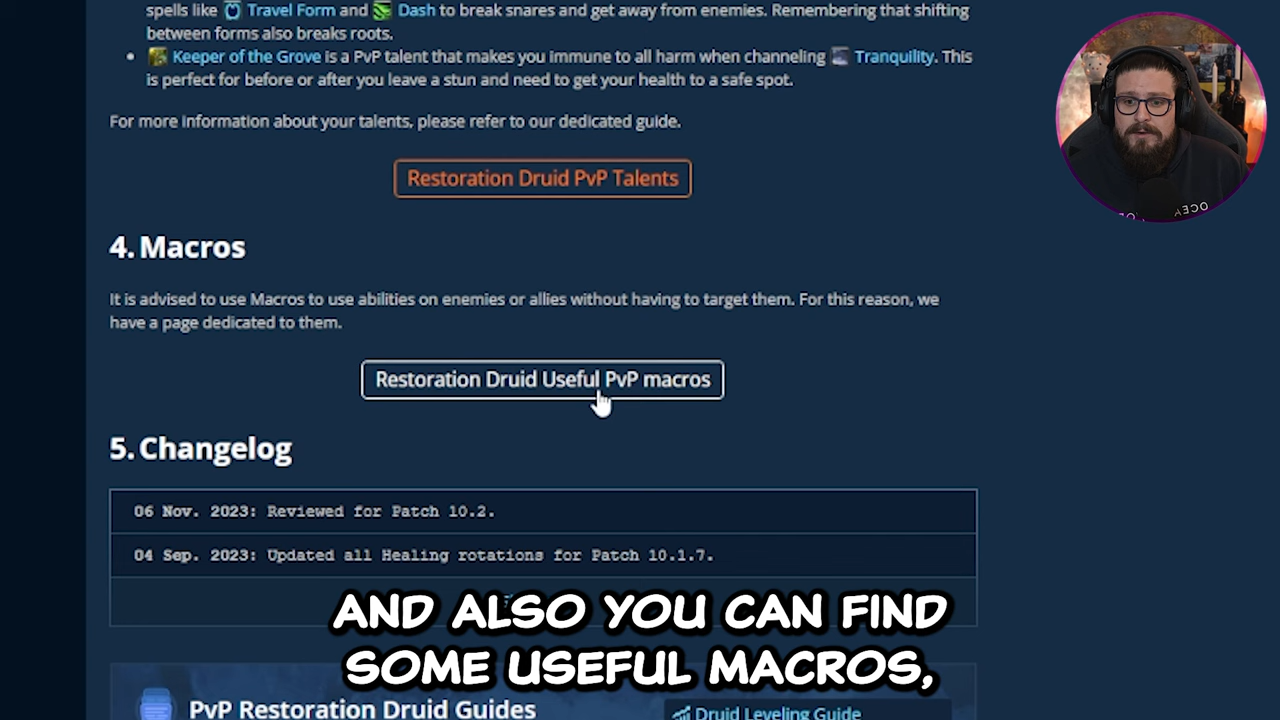 spells like Travel Form and Dash to break snares and get away from enemies. Remembering that shifting
between forms also breaks roots.
• Keeper of the Grove is a PvP talent that makes you immune to all harm when channeling Tranquility. This
is perfect for before or after you leave a stun and need to get your health to a safe spot.
For more information about your talents, please refer to our dedicated guide.
Restoration Druid PvP Talents
4. Macros
It is advised to use Macros to use abilities on enemies or allies without having to target them. For this reason, we
have a page dedicated to them.
Restoration Druid Useful PvP macros
5. Changelog
06 Nov. 2023: Reviewed for Patch 10.2.
04 Sep. 2023: Updated all Healing rotations for Patch 10.1.7.
AND ALSO YOU CAN FIND
SOME USEFUL MACROS,
PvP Restoration Druid Guides
Druid Leveling Guide